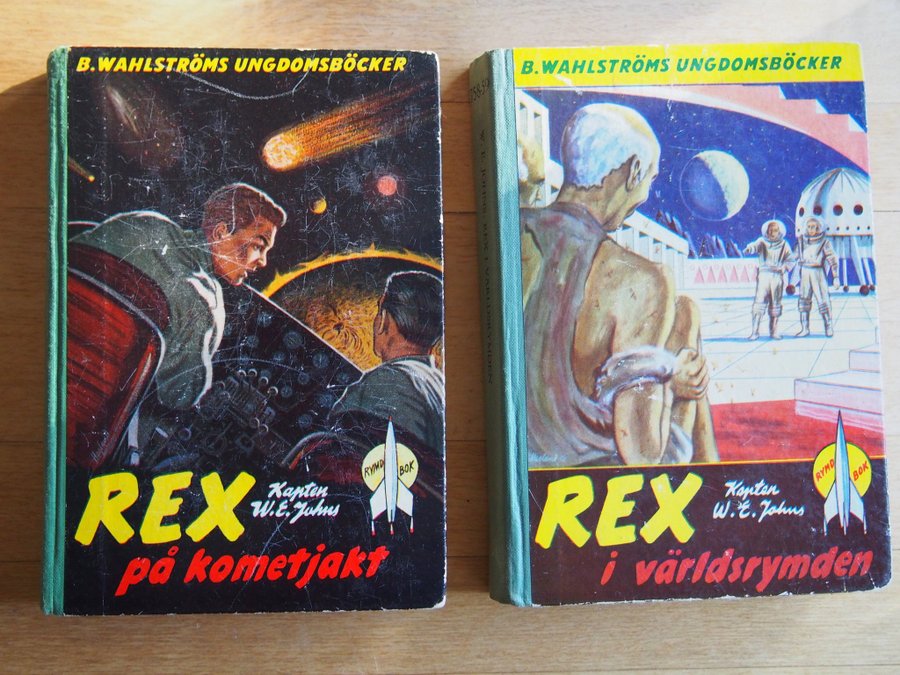 B. WAHLSTRÖMS UNGDOMSBÖCKER
REX
Kapten
W.E. Johns
på kometjakt
RYMD
BOK
B. WAHLSTRÖMS UNGDOMSBÖCKER
REX
Kapten
W.E. Johns
i världsrymden
RYMD
BOK